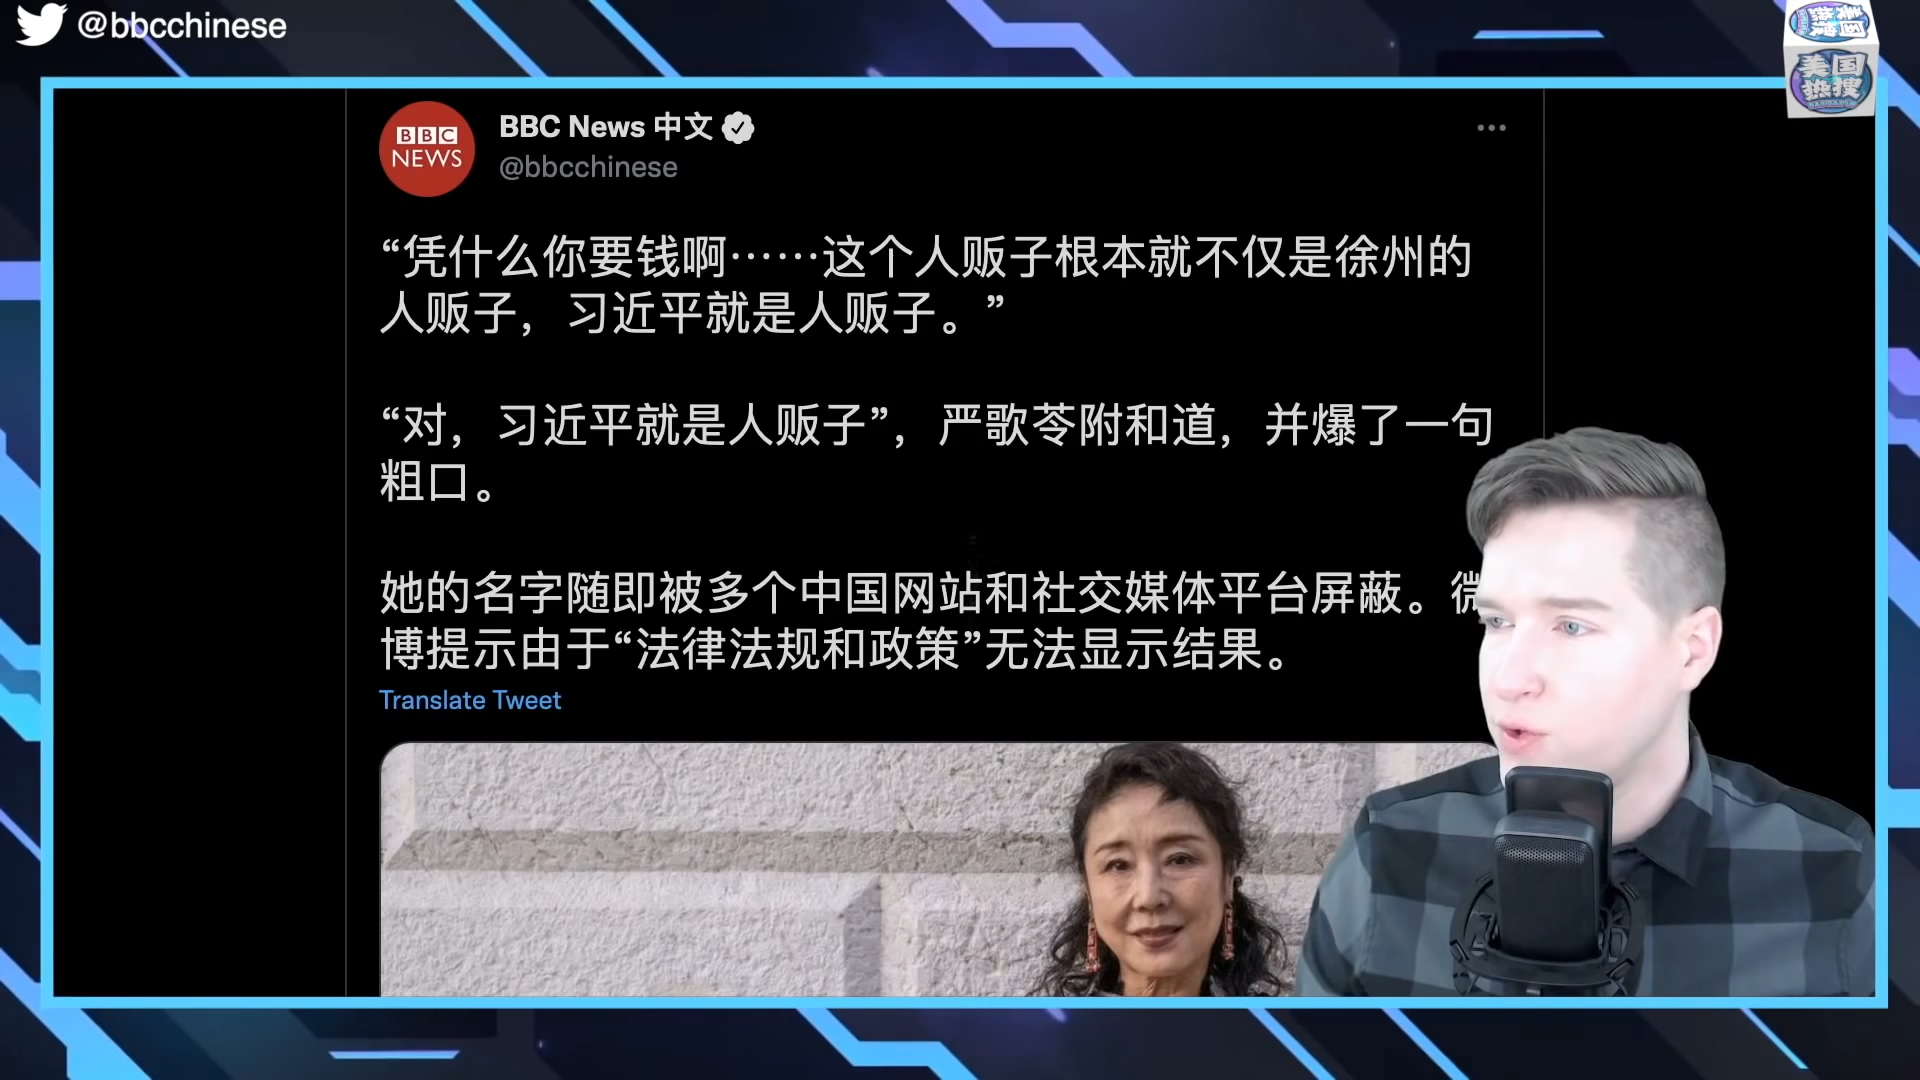 @bbcchinese
美国
热搜
美国
热搜
BBC
NEWS
BBC News 中文
@bbcchinese
“凭什么你要钱啊……这个人贩子根本就不仅是徐州的
人贩子，习近平就是人贩子。”
“对，习近平就是人贩子”，严歌苓附和道，并爆了一句
粗口。
她的名字随即被多个中国网站和社交媒体平台屏蔽。微
博提示由于“法律法规和政策”无法显示结果。
Translate Tweet